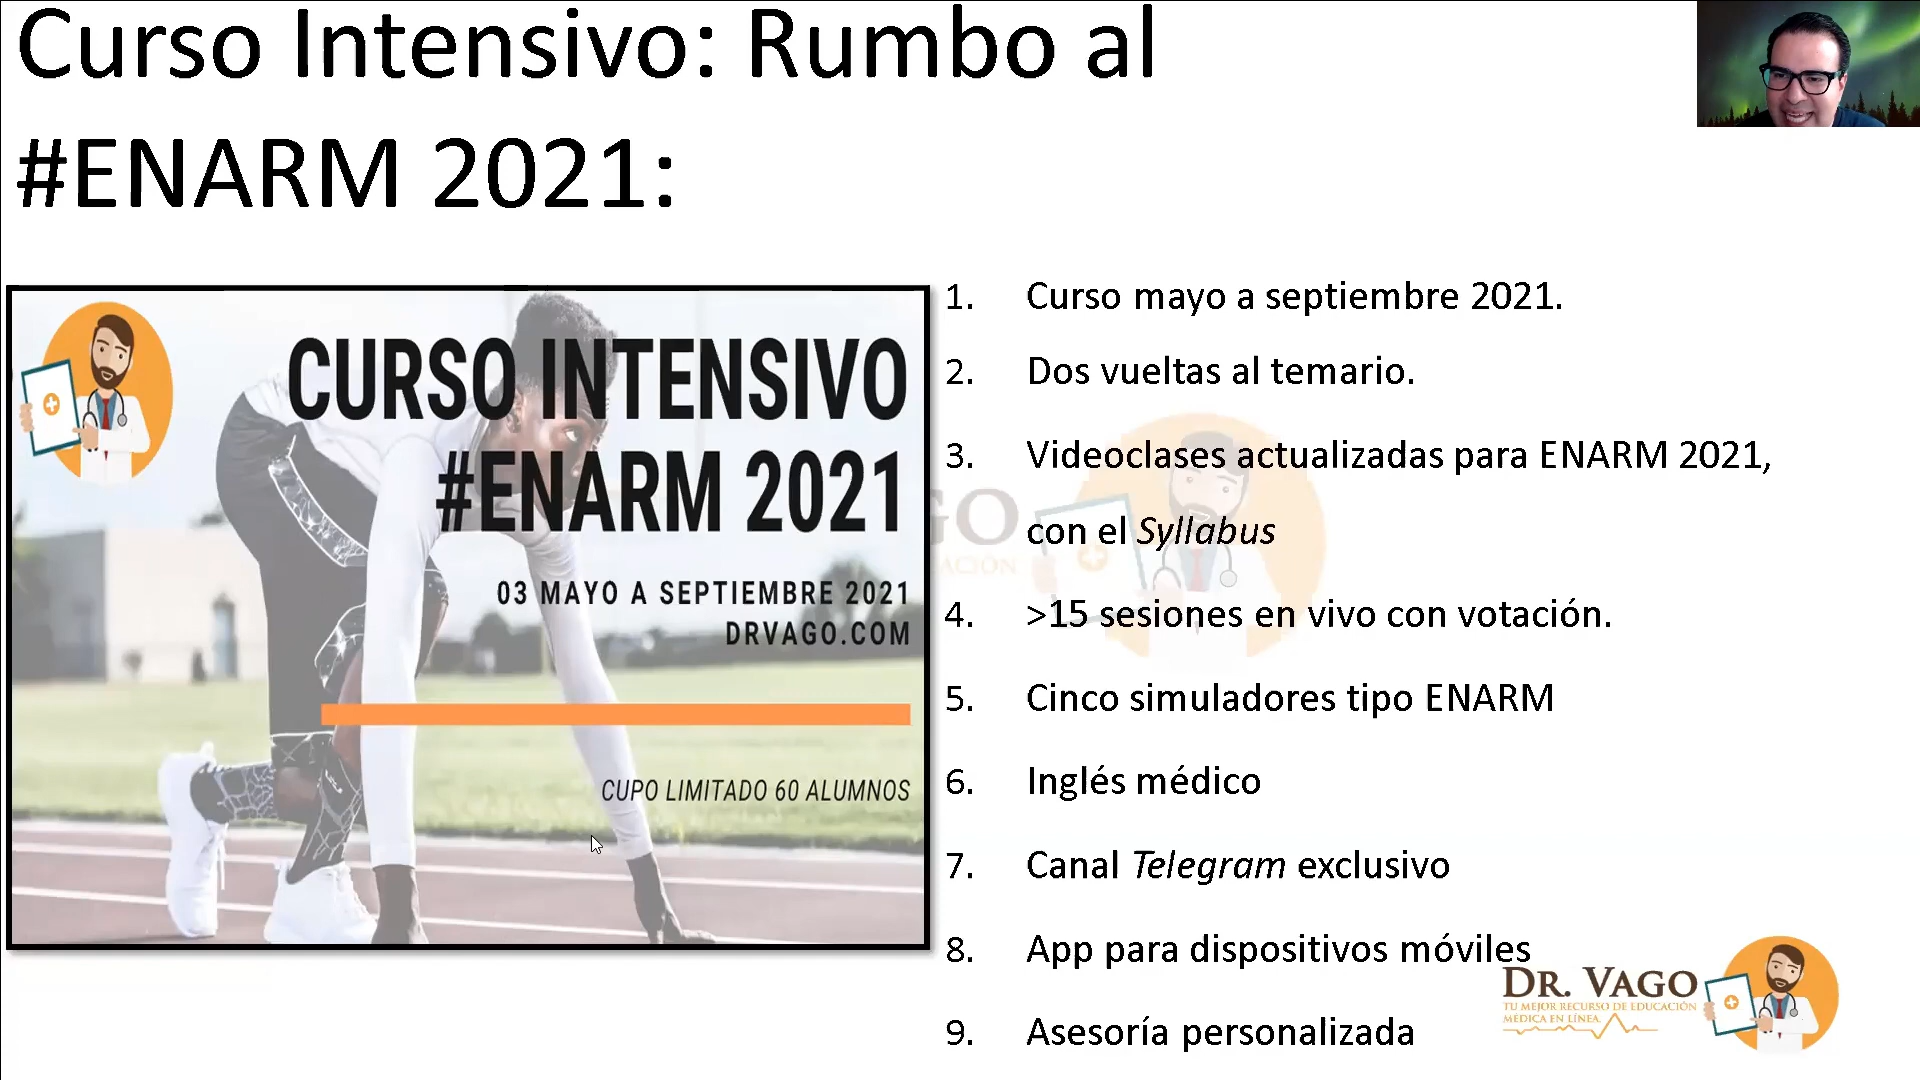 Curso Intensivo: Rumbo al
#ENARM 2021:
CURSO INTENSIVO
#ENARM 2021
03 MAYO A SEPTIEMBRE 2021
DRVAGO.COM
CUPO LIMITADO 60 ALUMNOS
1. Curso mayo a septiembre 2021.
2. Dos vueltas al temario.
3. Videoclases actualizadas para ENARM 2021,
con el Syllabus
4. >15 sesiones en vivo con votación.
5. Cinco simuladores tipo ENARM
6. Inglés médico
7. Canal Telegram exclusivo
8. App para dispositivos móviles
9. Asesoría personalizada
DR. VAGO
TU MEJOR RECURSO DE EDUCACIÓN
MÉDICA EN LÍNEA